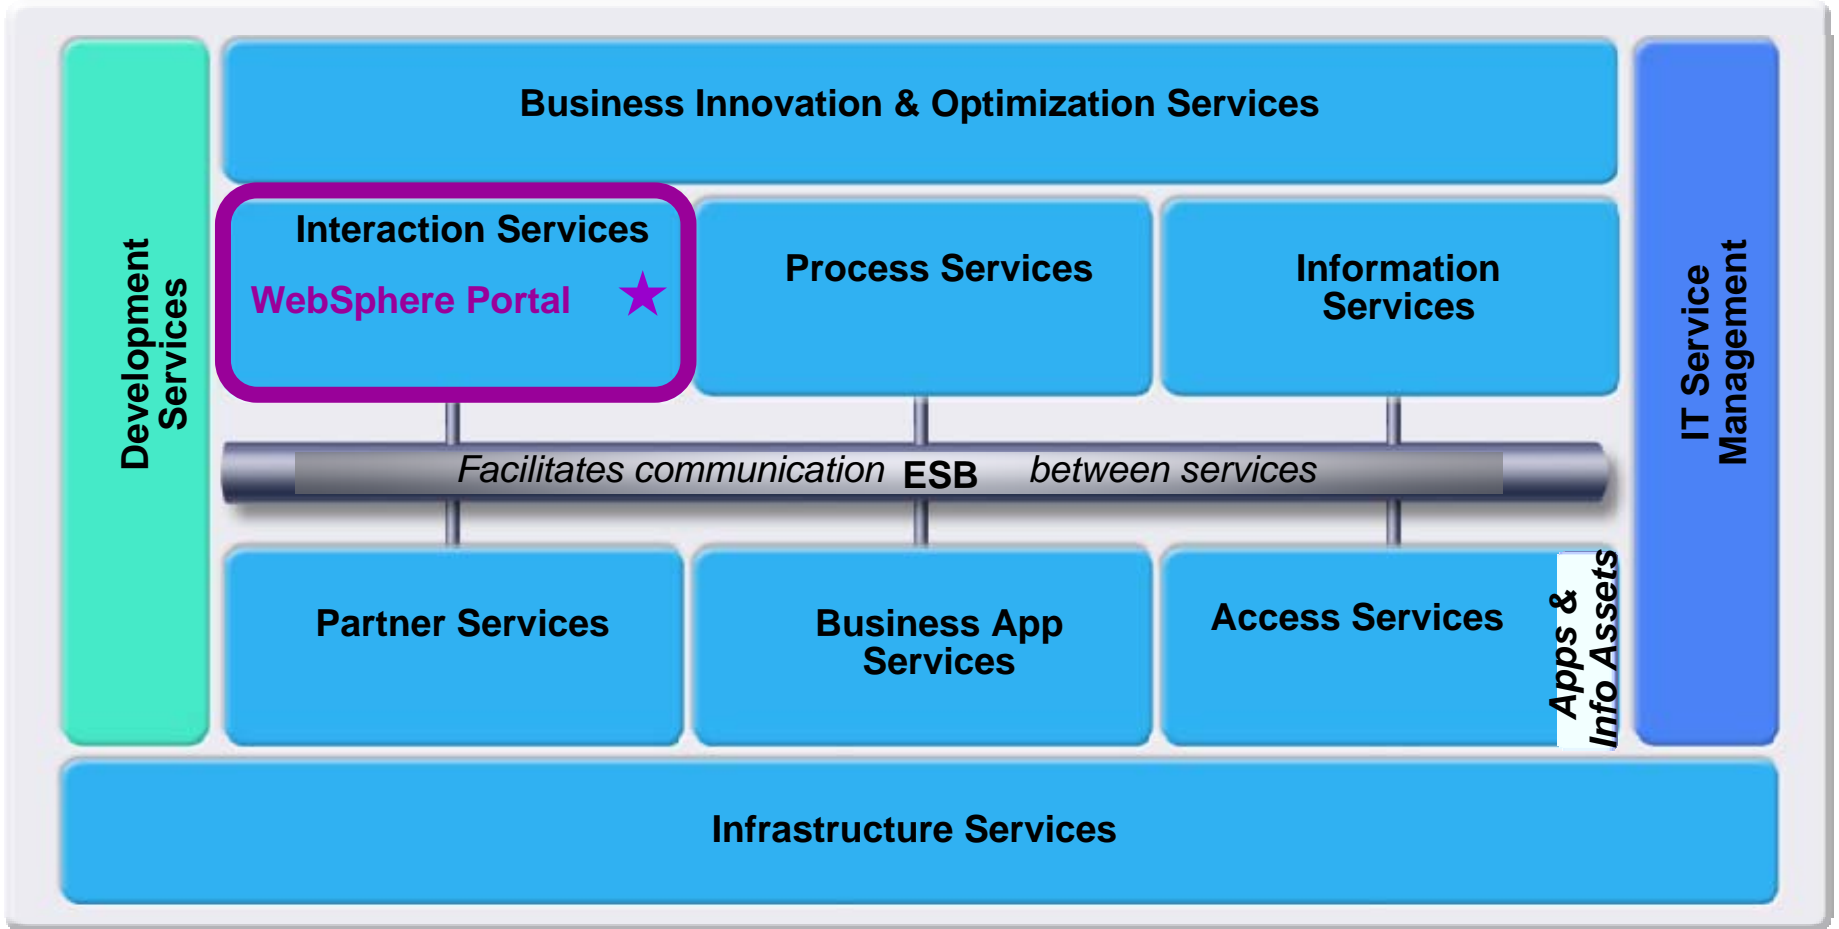 Business Innovation & Optimization Services
Development
Services
Interaction Services
WebSphere Portal
Process Services
Information
Services
IT Service
Management
Facilitates communication ESB between services
Partner Services
Business App
Services
Access Services
Apps &
Info Assets
Infrastructure Services